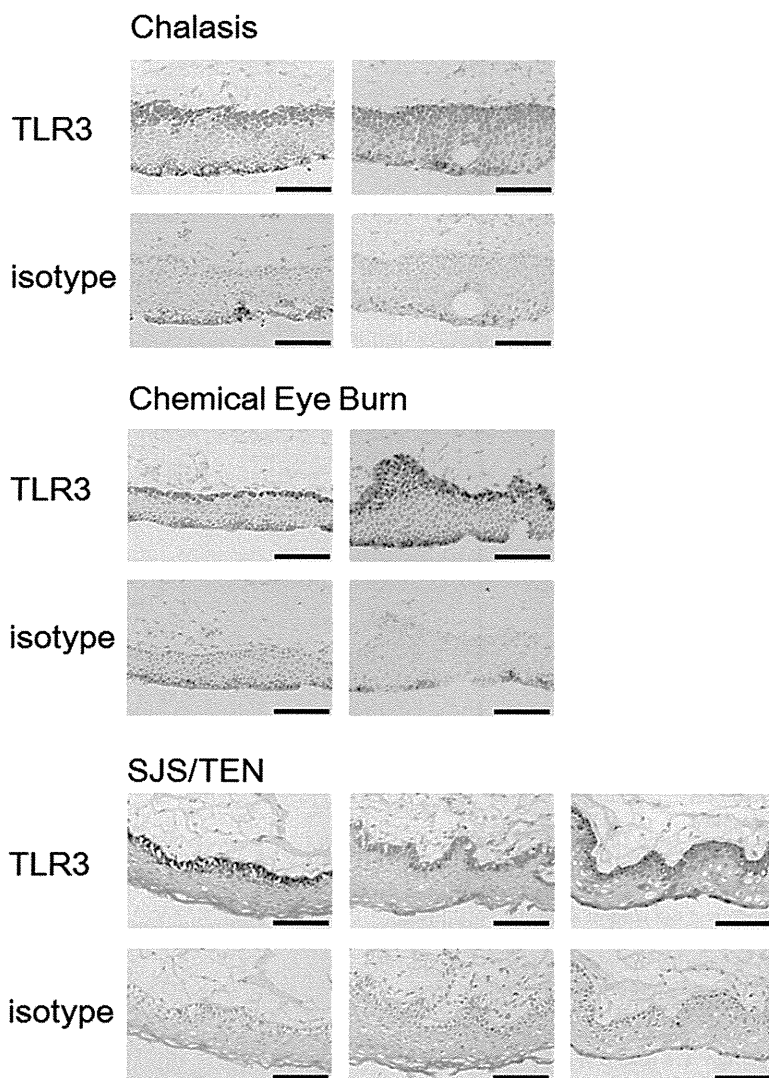 Chalasis
TLR3
isotype
Chemical Eye Burn
TLR3
isotype
SJS/TEN
TLR3
isotype